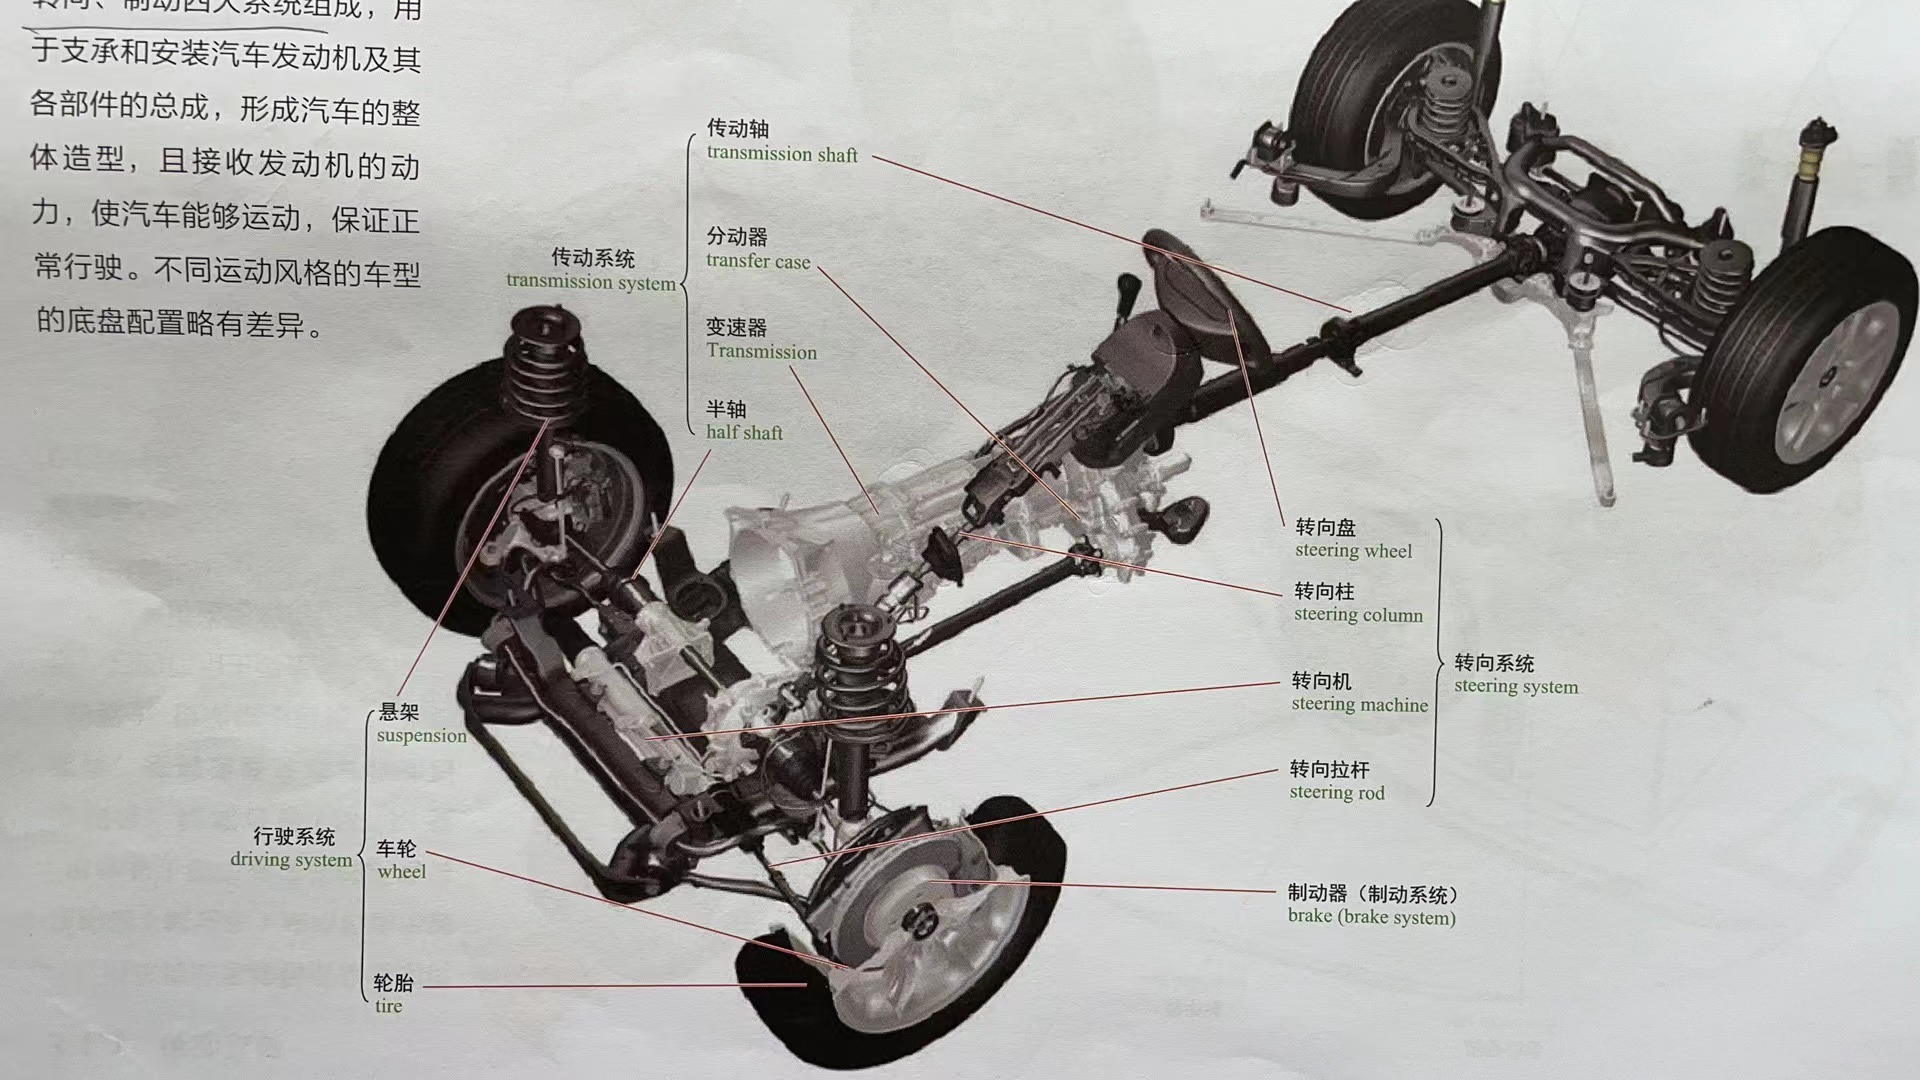 转向、制动四大系统组成，用
于支承和安装汽车发动机及其
各部件的总成，形成汽车的整
体造型，且接收发动机的动
力，使汽车能够运动，保证正
常行驶。不同运动风格的车型
的底盘配置略有差异。
传动系统
transmission system
传动轴
transmission shaft
分动器
transfer case
变速器
Transmission
半轴
half shaft
转向盘
steering wheel
转向柱
steering column
转向机
steering machine
转向拉杆
steering rod
转向系统
steering system
制动器（制动系统）
brake (brake system)
行驶系统
driving system
悬架
suspension
车轮
wheel
轮胎
tire